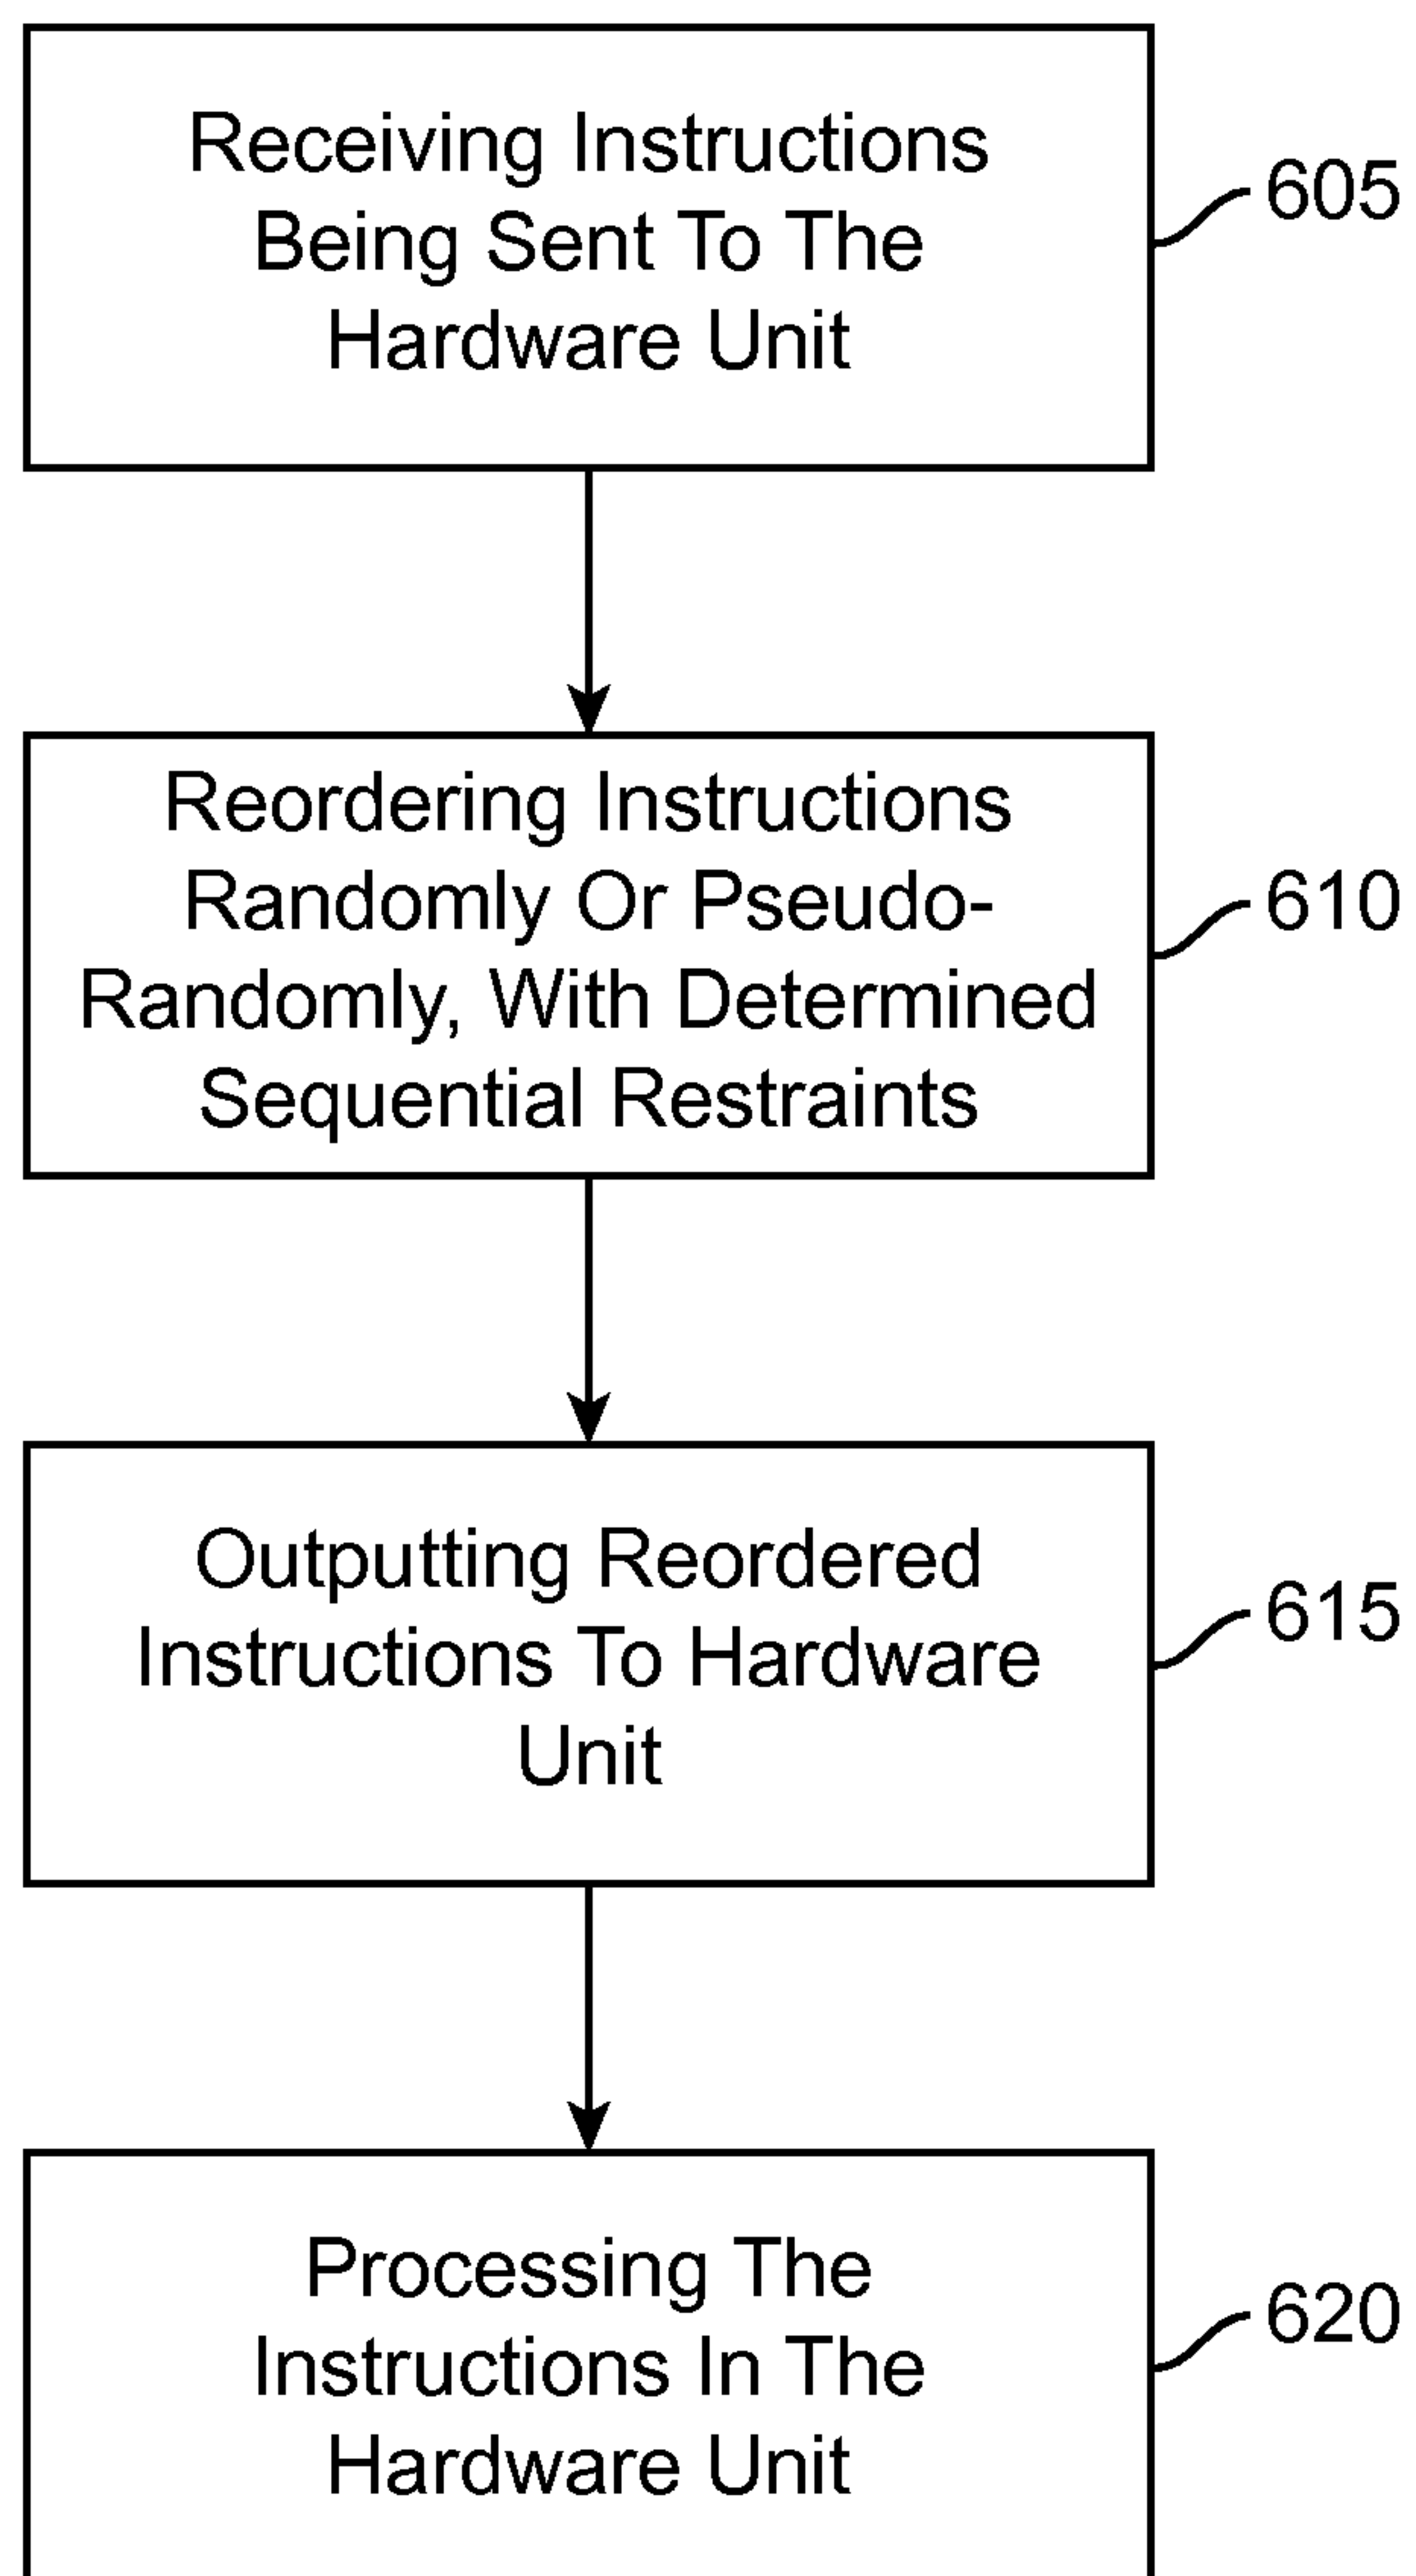 Receiving Instructions
Being Sent To The
Hardware Unit
605
Reordering Instructions
Randomly Or Pseudo-
Randomly, With Determined
Sequential Restraints
610
Outputting Reordered
Instructions To Hardware
Unit
615
Processing The
Instructions In The
Hardware Unit
620